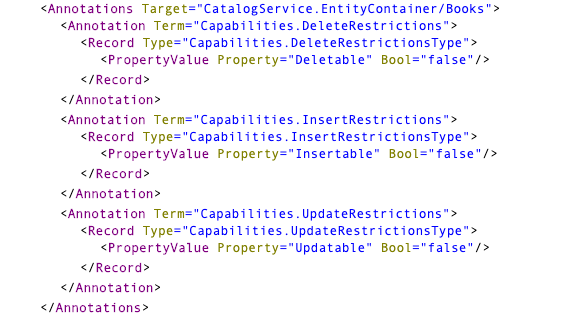 <Annotations Target="CatalogService.EntityContainer/Books">
<Annotation Term="Capabilities.DeleteRestrictions">
<Record Type="Capabilities.DeleteRestrictionsType">
<PropertyValue Property="Deletable" Bool="false"/>
</Record>
</Annotation>
<Annotation Term="Capabilities.InsertRestrictions">
<Record Type="Capabilities.InsertRestrictionsType">
<PropertyValue Property="Insertable" Bool="false"/>
</Record>
</Annotation>
<Annotation Term="Capabilities.UpdateRestrictions">
<Record Type="Capabilities.UpdateRestrictionsType">
<PropertyValue Property="Updatable" Bool="false"/>
</Record>
</Annotation>
</Annotations>